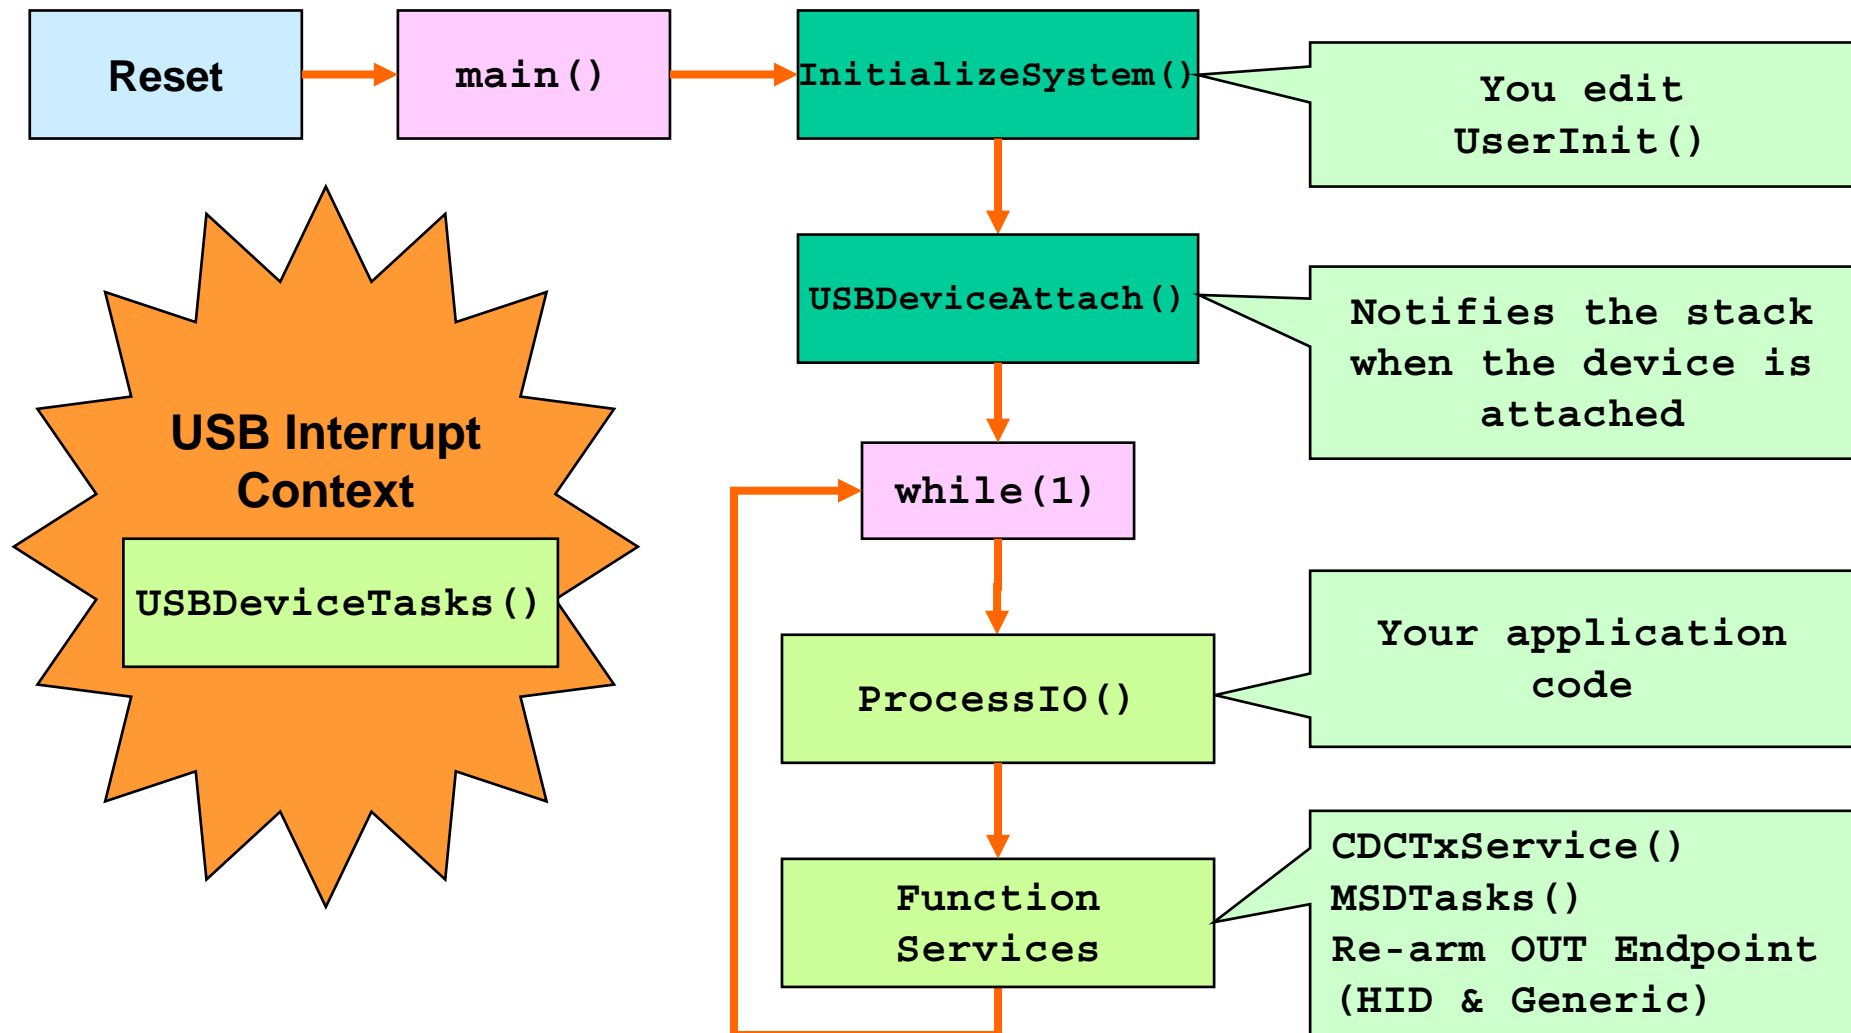 Reset
main()
InitializeSystem()
You edit
UserInit()
USBDeviceAttach()
Notifies the stack
when the device is
attached
USB Interrupt
Context
USBDeviceTasks()
while(1)
ProcessIO()
Your application
code
Function
Services
CDCTxService()
MSDTasks()
Re-arm OUT Endpoint
(HID & Generic)